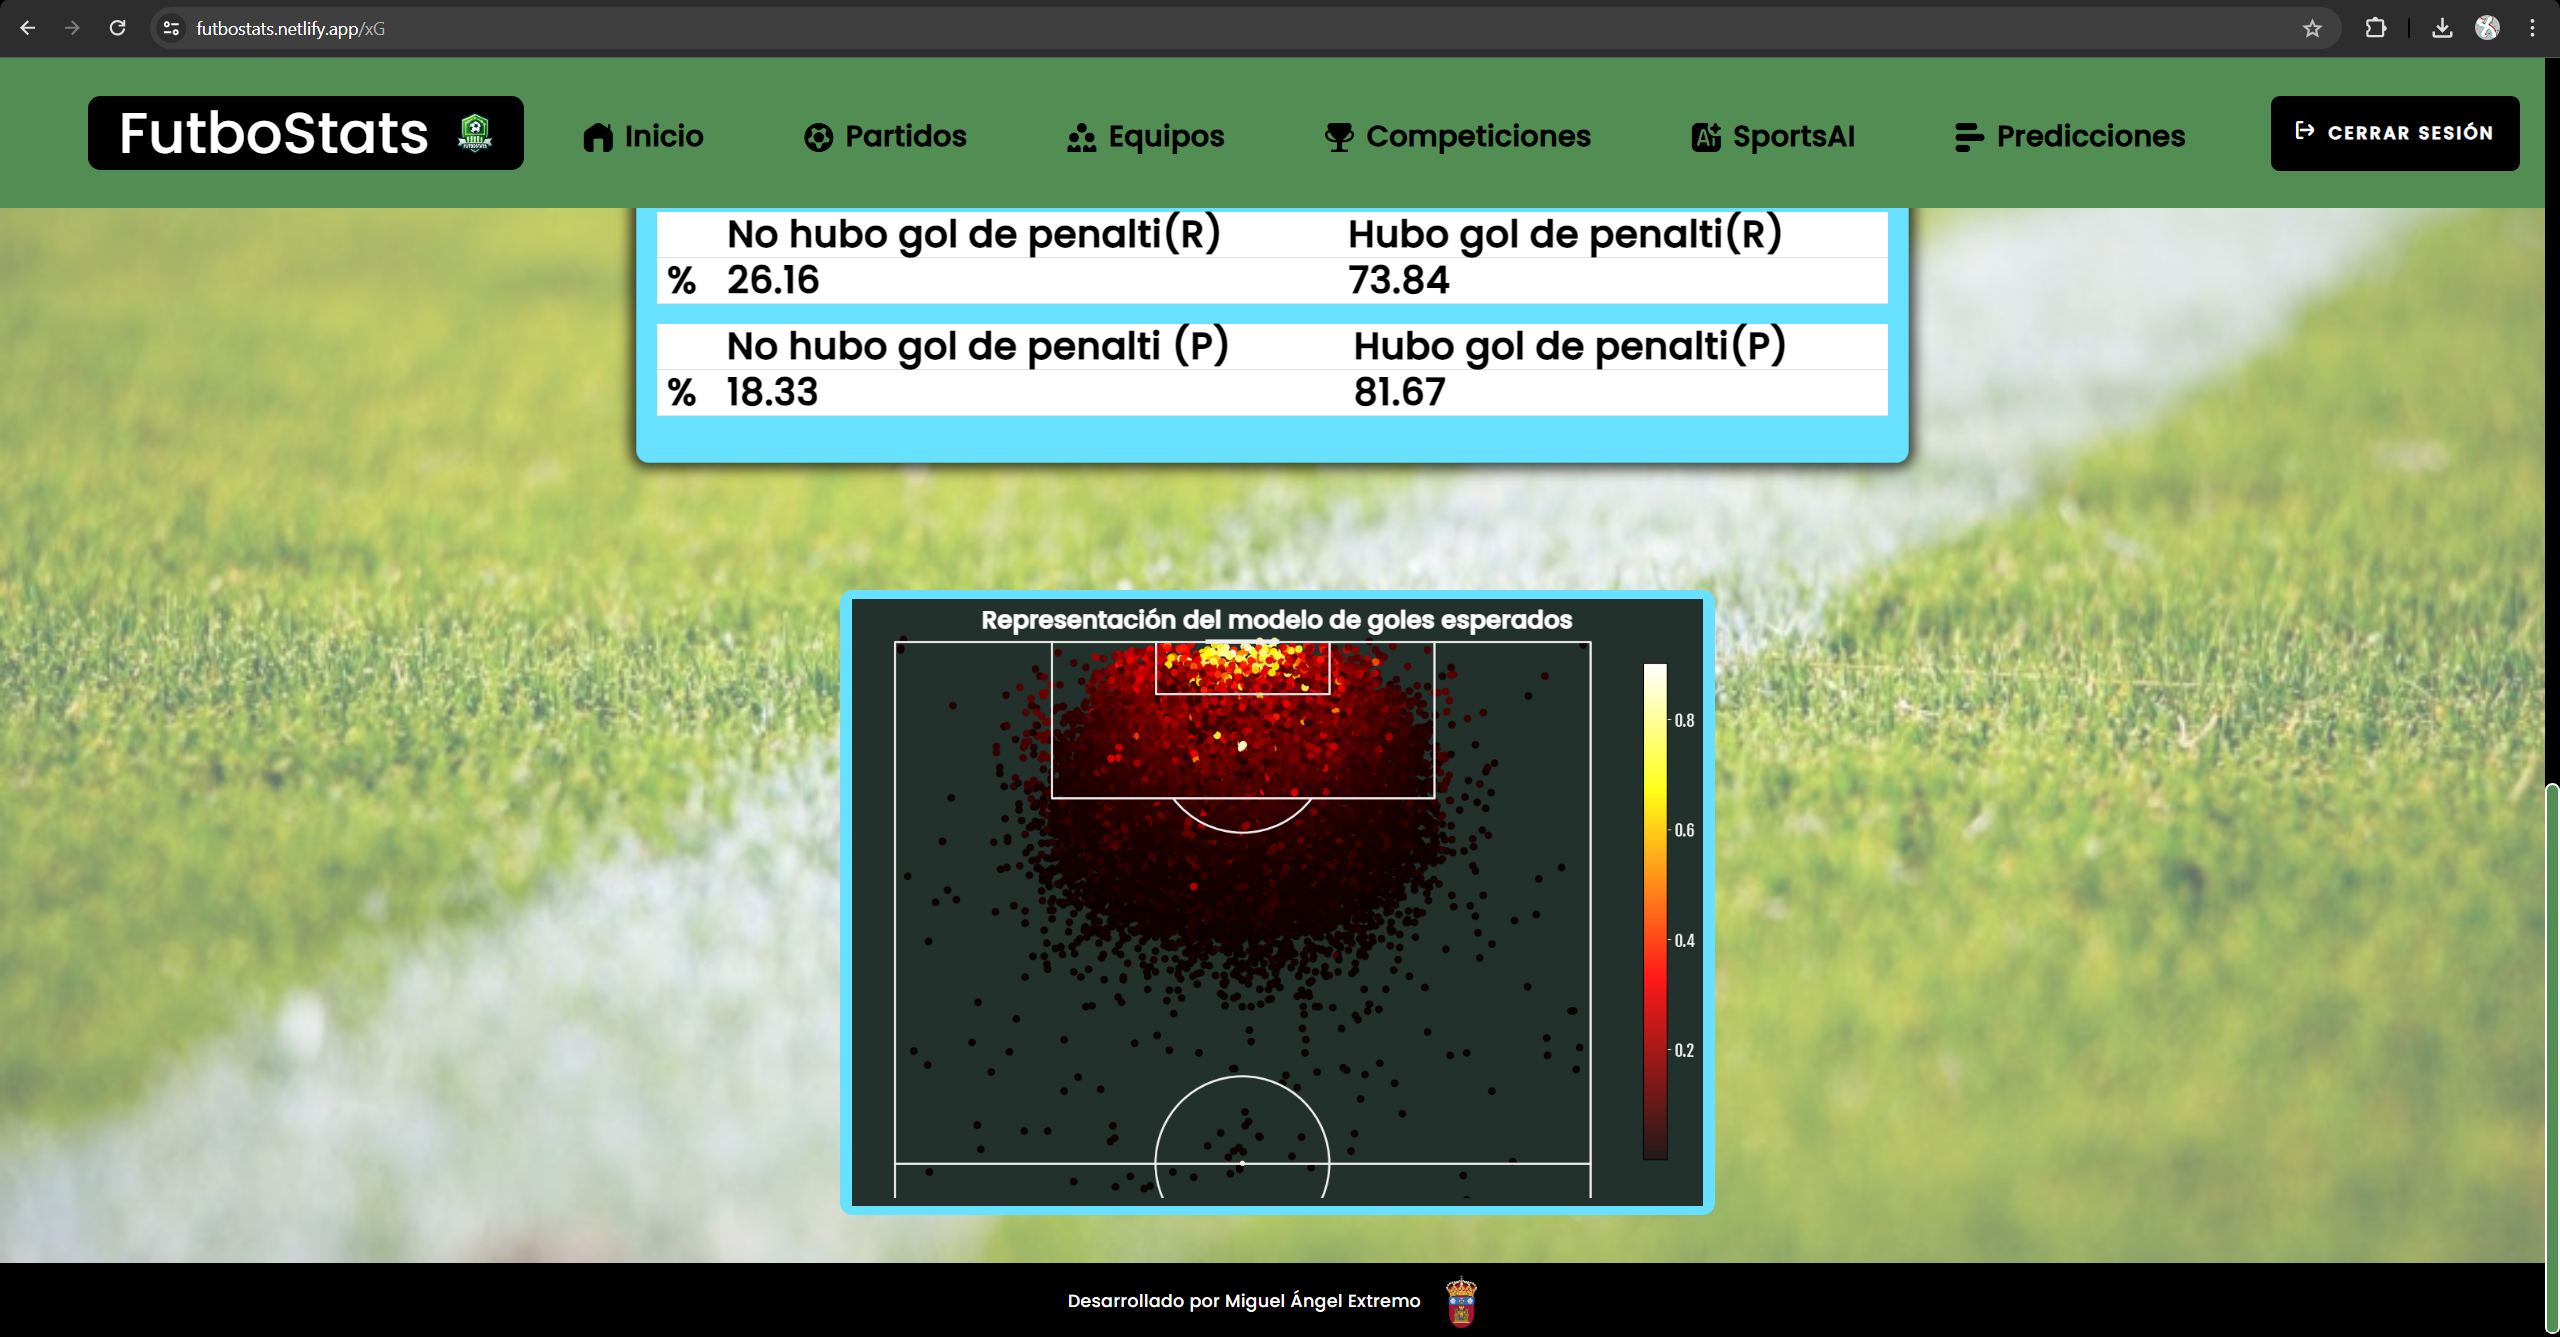 futbostats.netlify.app/xG
FutboStats
Inicio
Partidos
Equipos
Competiciones
SportsAI
Predicciones
CERRAR SESIÓN
No hubo gol de penalti(R) Hubo gol de penalti(R)
% 26.16 73.84
No hubo gol de penalti (P) Hubo gol de penalti(P)
% 18.33 81.67
Representación del modelo de goles esperados
0.8
0.6
0.4
0.2
Desarrollado por Miguel Ángel Extremo